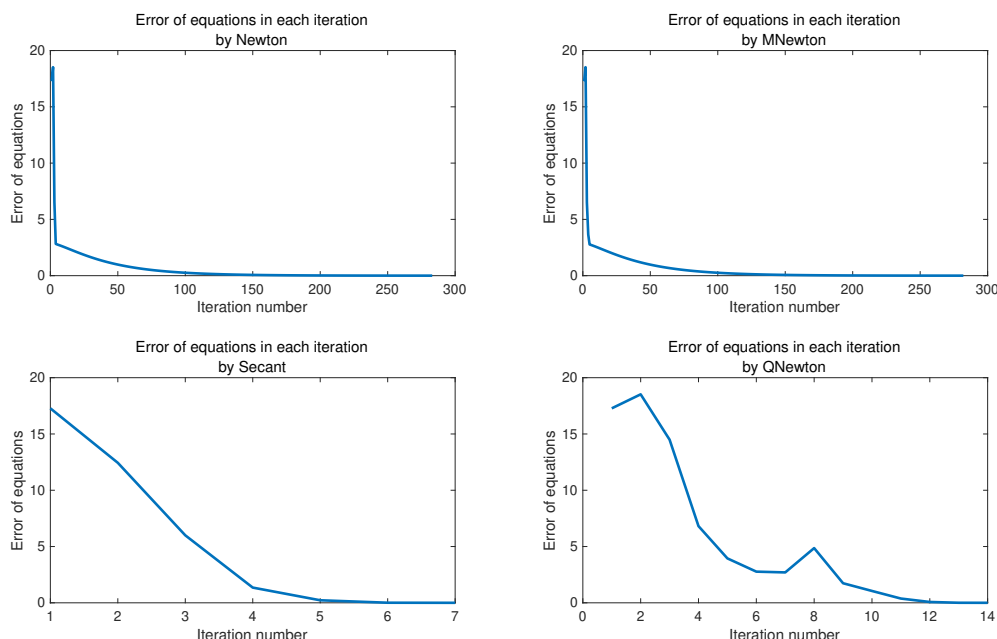 Error of equations in each iteration
by Newton
20
15
10
5
0
Error of equations
0 50 100 150 200 250 300
Iteration number
Error of equations in each iteration
by MNewton
20
15
10
5
0
Error of equations
0 50 100 150 200 250 300
Iteration number
Error of equations in each iteration
by Secant
20
15
10
5
0
Error of equations
1 2 3 4 5 6 7
Iteration number
Error of equations in each iteration
by QNewton
20
15
10
5
0
Error of equations
0 2 4 6 8 10 12 14
Iteration number